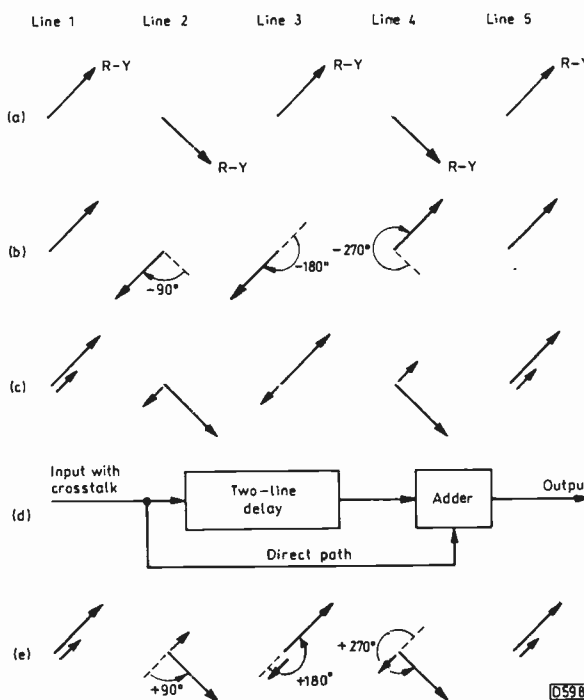 Line 1 Line 2 Line 3 Line 4 Line 5
R-Y R-Y R-Y
(a)
R-Y R-Y
(b)
-90° -180° -270°
(c)
Input with
crosstalk
Two-line
delay
Adder
Output
(d)
Direct path
(e)
+90° +180° +270°
D591